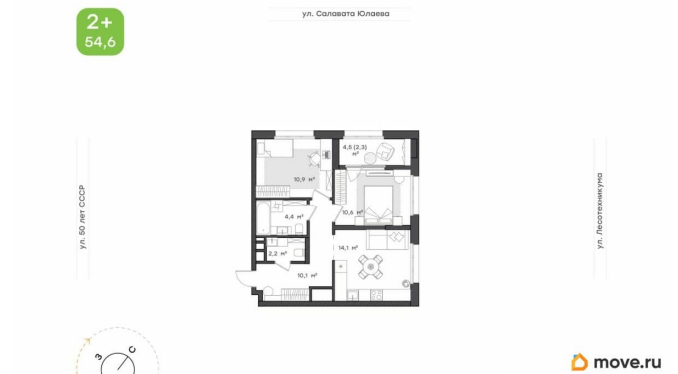 2+
54,6
ул. Салавата Юлаева
4,5 (2,3)
м²
10,9 м²
10,6 м²
4,4
м²
2,2 м²
14,1 м²
10,1 м²
ул. 50 лет СССР
ул. Лесотехникума
З
С
move.ru